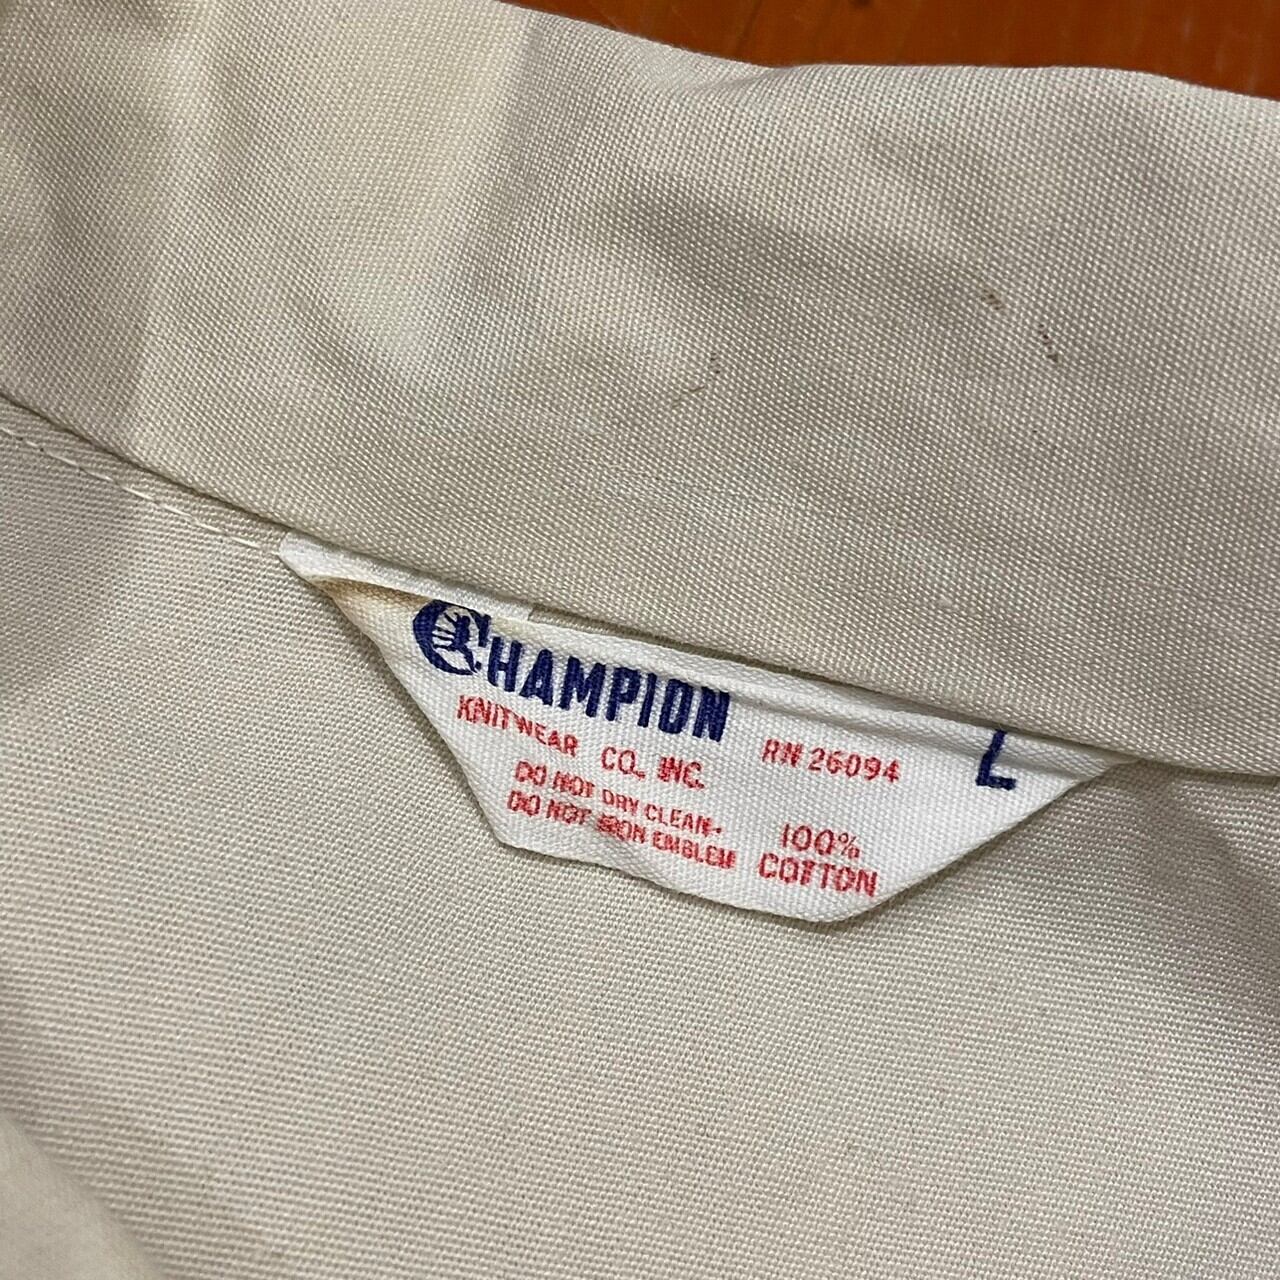 CHAMPION
KNITWEAR CO., INC.
RN 26094
L
DO NOT DRY CLEAN-
DO NOT IRON EMBLEM
100%
COTTON